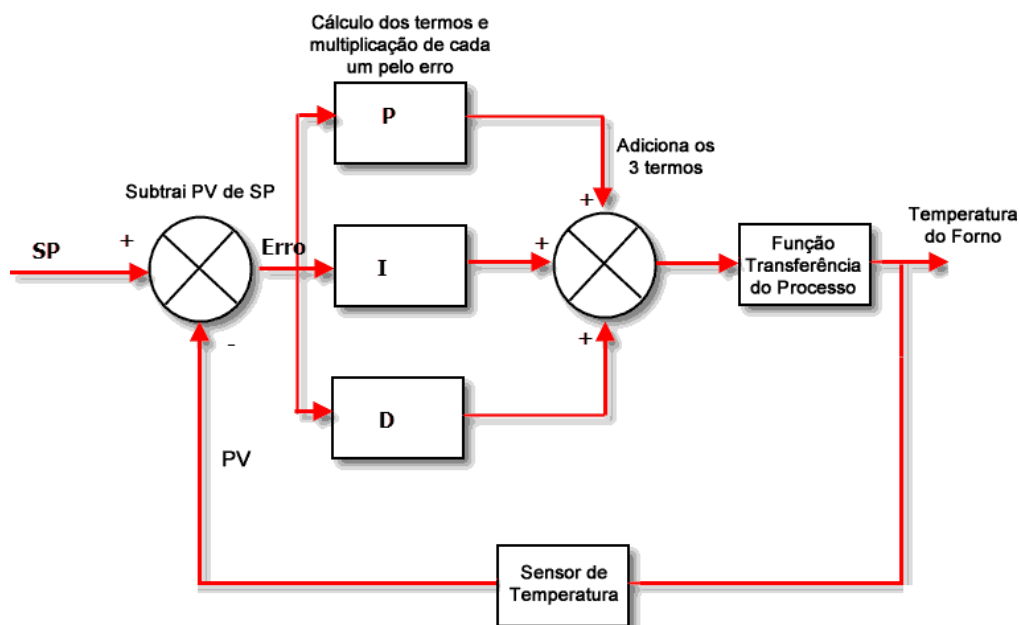 Cálculo dos termos e
multiplicação de cada
um pelo erro
P
Adiciona os
3 termos
Subtrai PV de SP
+
SP
+
Erro
I
+
Função
Transferência
do Processo
Temperatura
do Forno
-
+
D
PV
Sensor de
Temperatura